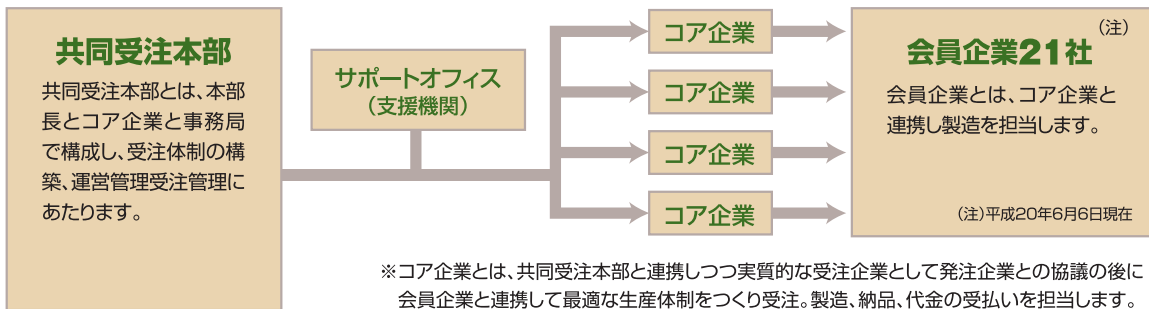 共同受注本部
共同受注本部とは、本部
長とコア企業と事務局
で構成し、受注体制の構
築、運営管理受注管理に
あたります。
サポートオフィス
（支援機関）
コア企業
コア企業
コア企業
コア企業
（注）
会員企業21社
会員企業とは、コア企業と
連携し製造を担当します。
（注）平成20年6月6日現在
※コア企業とは、共同受注本部と連携しつつ実質的な受注企業として発注企業との協議の後に
会員企業と連携して最適な生産体制をつくり受注。製造、納品、代金の受払いを担当します。